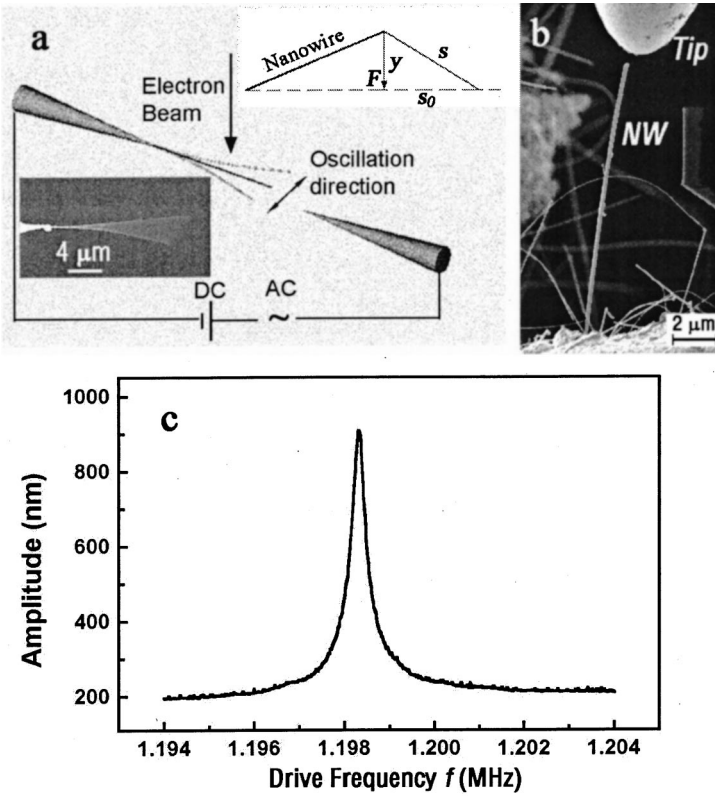 a
Nanowire
F
y
s
s₀
Electron
Beam
Oscillation
direction
4 μm
DC
AC
~
b
Tip
NW
2 μm
c
Amplitude (nm)
1000
800
600
400
200
1.194 1.196 1.198 1.200 1.202 1.204
Drive Frequency f (MHz)